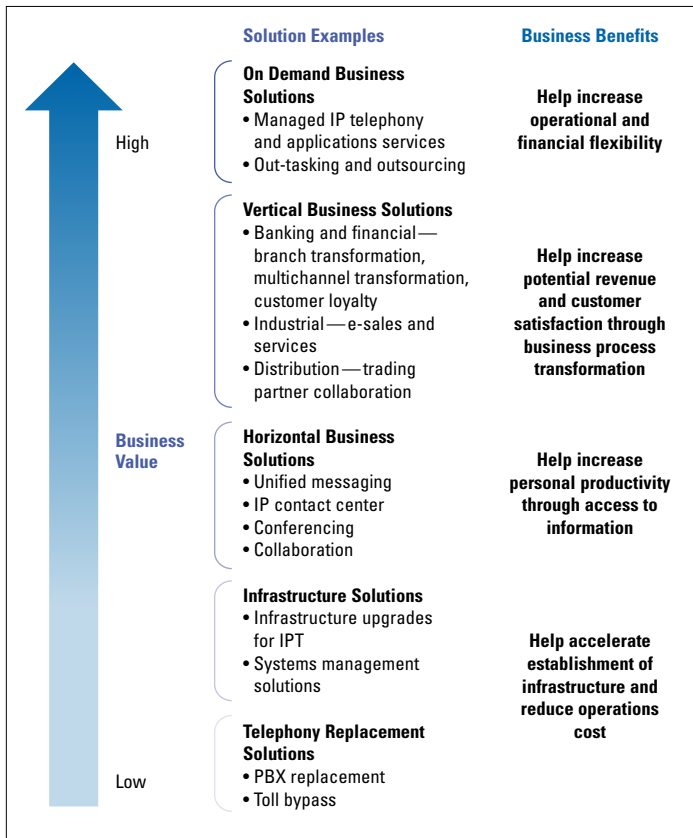 Solution Examples
Business Benefits
High
On Demand Business
Solutions
• Managed IP telephony
and applications services
• Out-tasking and outsourcing
Help increase
operational and
financial flexibility
Vertical Business Solutions
• Banking and financial—
branch transformation,
multichannel transformation,
customer loyalty
• Industrial—e-sales and
services
• Distribution—trading
partner collaboration
Help increase
potential revenue
and customer
satisfaction through
business process
transformation
Business
Value
Horizontal Business
Solutions
• Unified messaging
• IP contact center
• Conferencing
• Collaboration
Help increase
personal productivity
through access to
information
Infrastructure Solutions
• Infrastructure upgrades
for IPT
• Systems management
solutions
Help accelerate
establishment of
infrastructure and
reduce operations
cost
Low
Telephony Replacement
Solutions
• PBX replacement
• Toll bypass